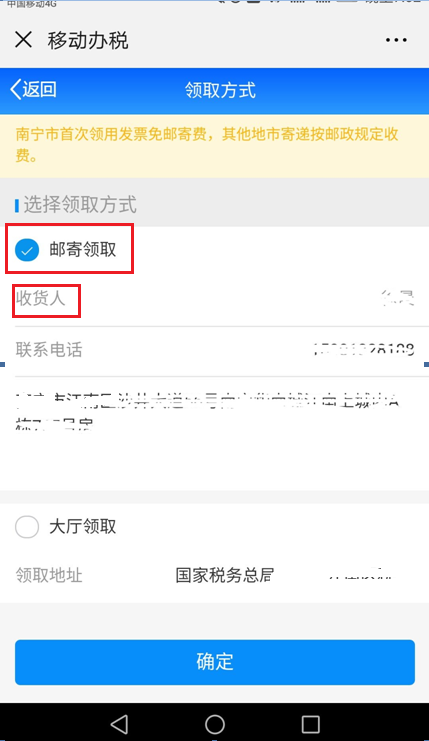 中国移动4G
移动办税
返回
领取方式
南宁市首次领用发票免邮寄费，其他地市寄递按邮政规定收
费。
选择领取方式
邮寄领取
收货人
联系电话
大厅领取
领取地址 国家税务总局
确定